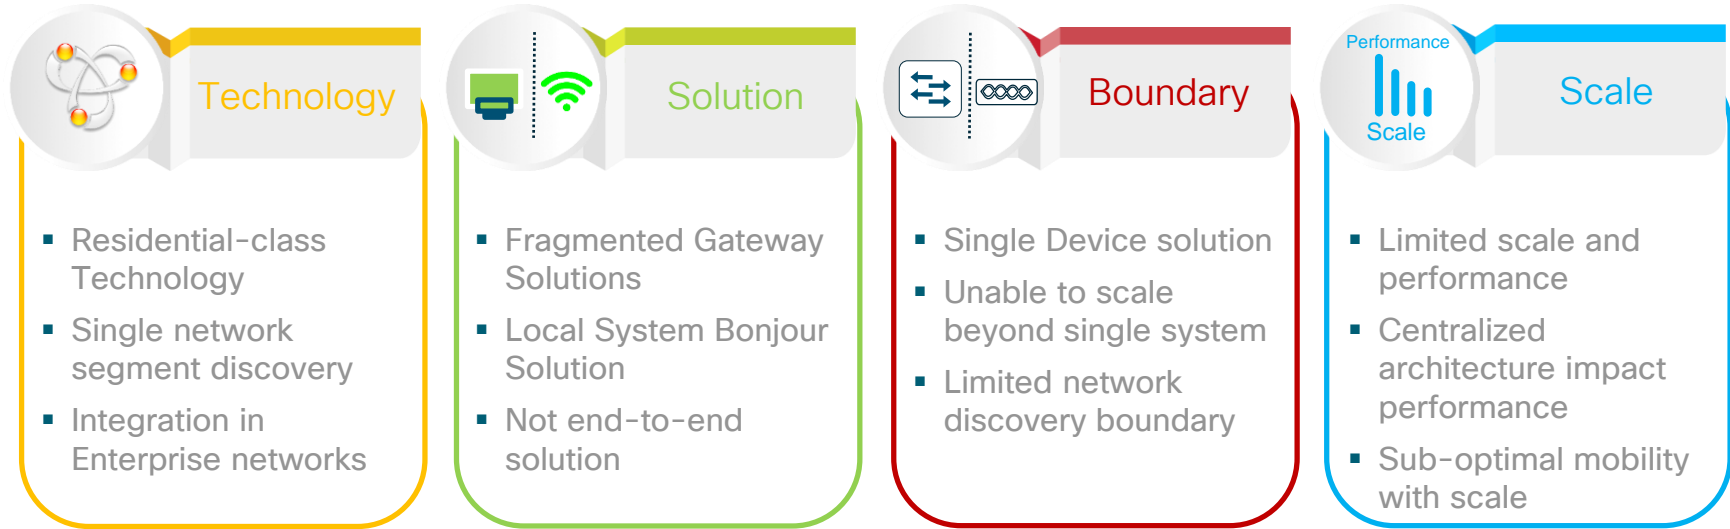 Technology
▪ Residential-class
Technology
▪ Single network
segment discovery
▪ Integration in
Enterprise networks
Solution
▪ Fragmented Gateway
Solutions
▪ Local System Bonjour
Solution
▪ Not end-to-end
solution
Boundary
▪ Single Device solution
▪ Unable to scale
beyond single system
▪ Limited network
discovery boundary
Performance
Scale
Scale
▪ Limited scale and
performance
▪ Centralized
architecture impact
performance
▪ Sub-optimal mobility
with scale